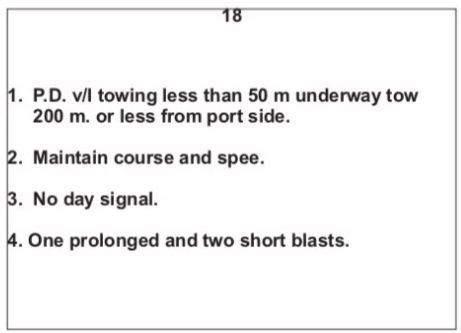 18
1. P.D. v/l towing less than 50 m underway tow
200 m. or less from port side.
2. Maintain course and spee.
3. No day signal.
4. One prolonged and two short blasts.